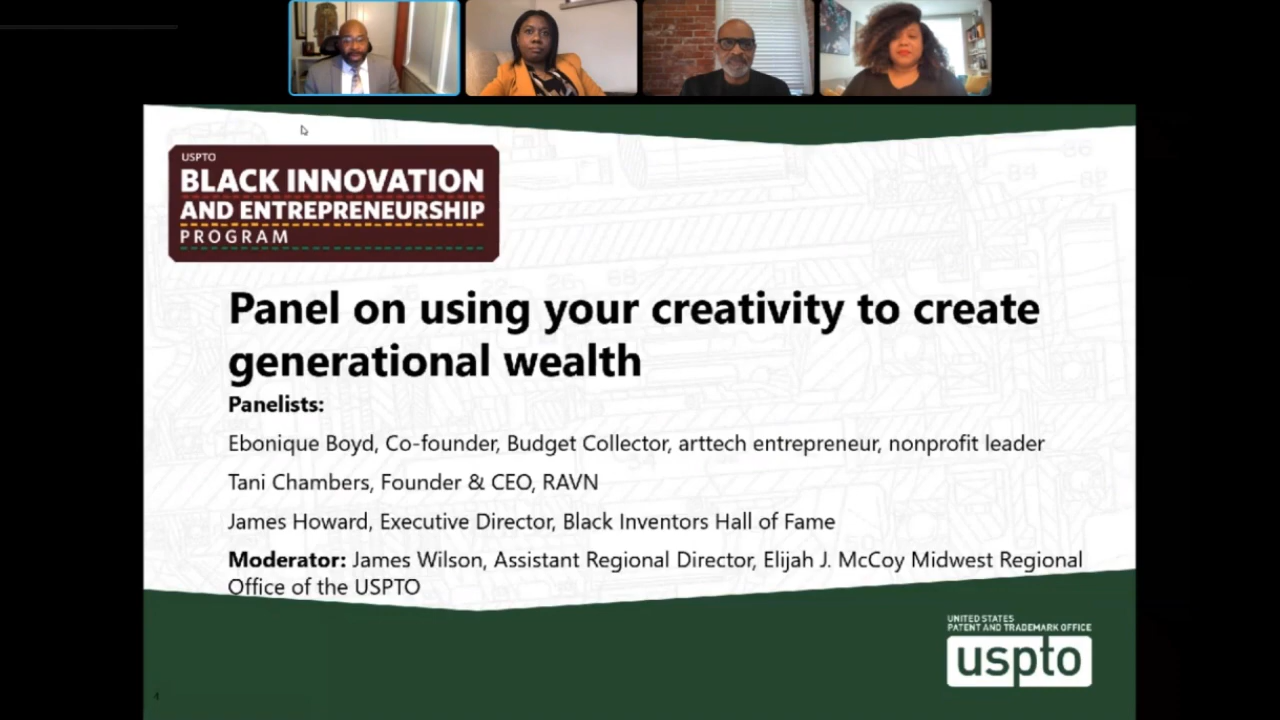 USPTO
BLACK INNOVATION
AND ENTREPRENEURSHIP
PROGRAM
Panel on using your creativity to create
generational wealth
Panelists:
Ebonique Boyd, Co-founder, Budget Collector, arttech entrepreneur, nonprofit leader
Tani Chambers, Founder & CEO, RAVN
James Howard, Executive Director, Black Inventors Hall of Fame
Moderator: James Wilson, Assistant Regional Director, Elijah J. McCoy Midwest Regional
Office of the USPTO
UNITED STATES
PATENT AND TRADEMARK OFFICE
uspto
4